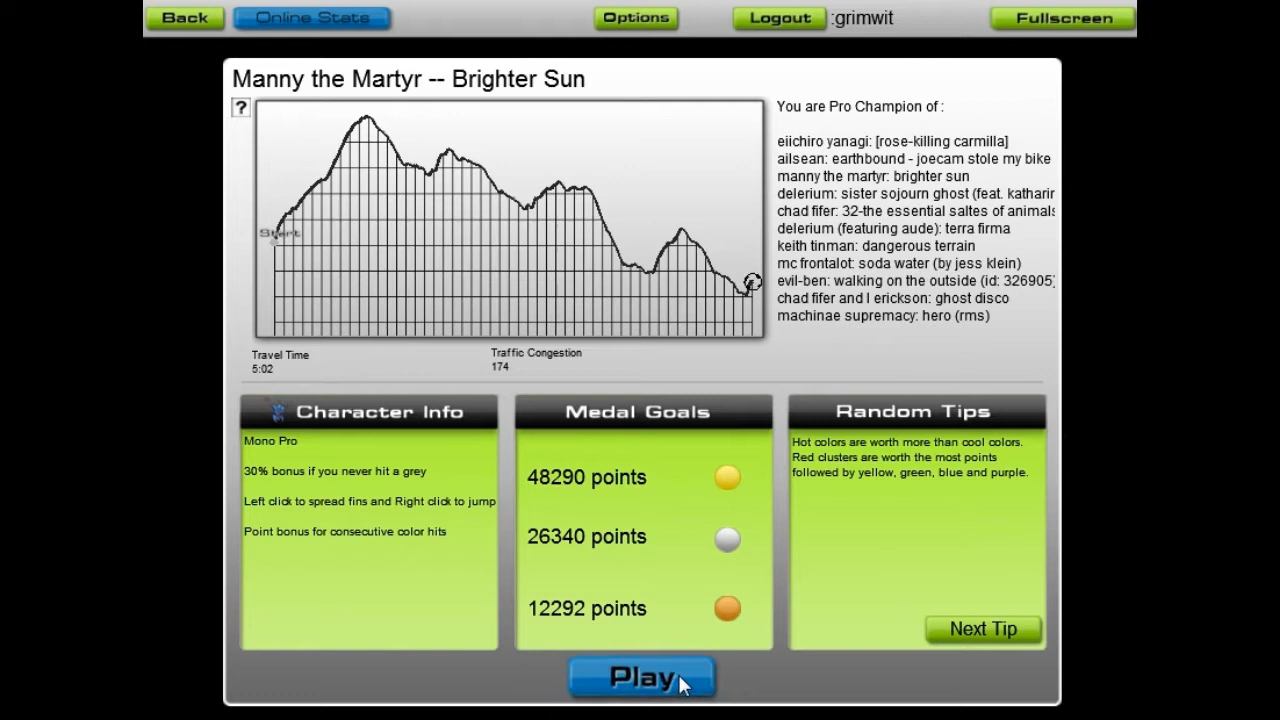 Back
Online Stats
Options
Logout
:grimwit
Fullscreen
Manny the Martyr -- Brighter Sun
?
Start
You are Pro Champion of :
eiichiro yanagi: [rose-killing carmilla]
ailsean: earthbound - joecam stole my bike
manny the martyr: brighter sun
delerium: sister sojourn ghost (feat. katharir
chad fifer: 32-the essential saltes of animals
delerium (featuring aude): terra firma
keith tinman: dangerous terrain
mc frontalot: soda water (by jess klein)
evil-ben: walking on the outside (id: 326905)
chad fifer and l erickson: ghost disco
machinae supremacy: hero (rms)
Travel Time
5:02
Traffic Congestion
174
Character Info
Mono Pro
30% bonus if you never hit a grey
Left click to spread fins and Right click to jump
Point bonus for consecutive color hits
Medal Goals
48290 points
26340 points
12292 points
Random Tips
Hot colors are worth more than cool colors.
Red clusters are worth the most points
followed by yellow, green, blue and purple.
Next Tip
Play